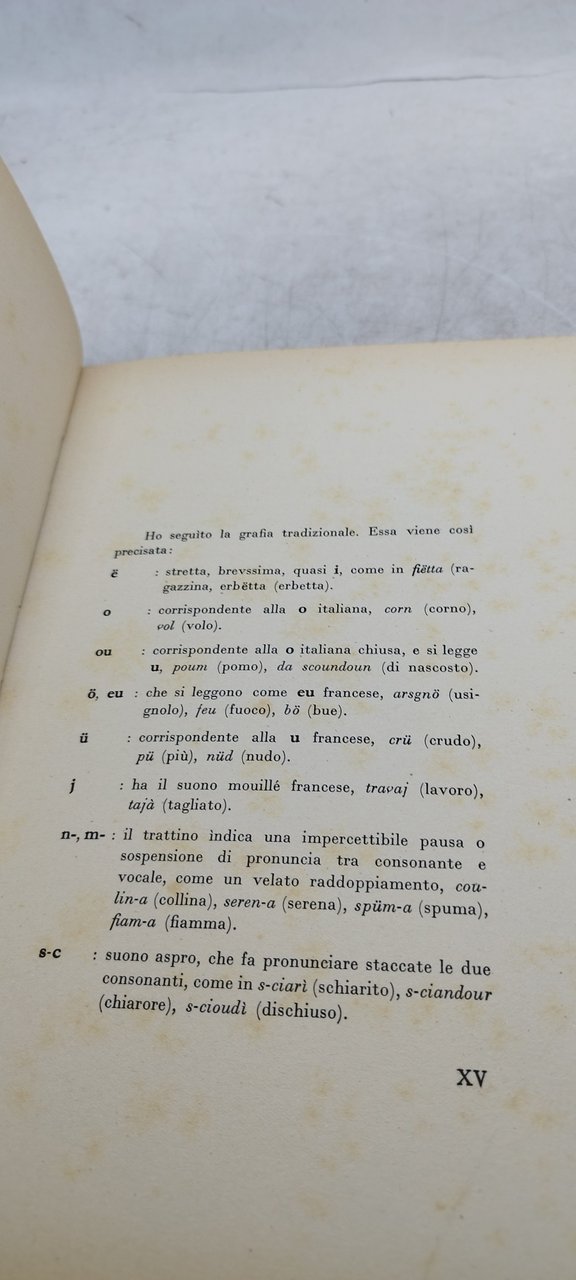 Ho seguìto la grafia tradizionale. Essa viene così
precisata:
ë : stretta, brevssima, quasi i, come in fiëtta (ra-
gazzina, erbëtta (erbetta).
o : corrispondente alla o italiana, corn (corno),
vol (volo).
ou : corrispondente alla o italiana chiusa, e si legge
u, poum (pomo), da scoundoun (di nascosto).
ö, eu : che si leggono come eu francese, arsgnö (usi-
gnolo), feu (fuoco), bö (bue).
ü : corrispondente alla u francese, crü (crudo),
pü (più), nüd (nudo).
j : ha il suono mouillé francese, travaj (lavoro),
tajà (tagliato).
n-, m- : il trattino indica una impercettibile pausa o
sospensione di pronuncia tra consonante e
vocale, come un velato raddoppiamento, cou-
lin-a (collina), seren-a (serena), spüm-a (spuma),
fiam-a (fiamma).
s-c : suono aspro, che fa pronunciare staccate le due
consonanti, come in s-ciarì (schiarito), s-ciandour
(chiarore), s-cioudì (dischiuso).
XV